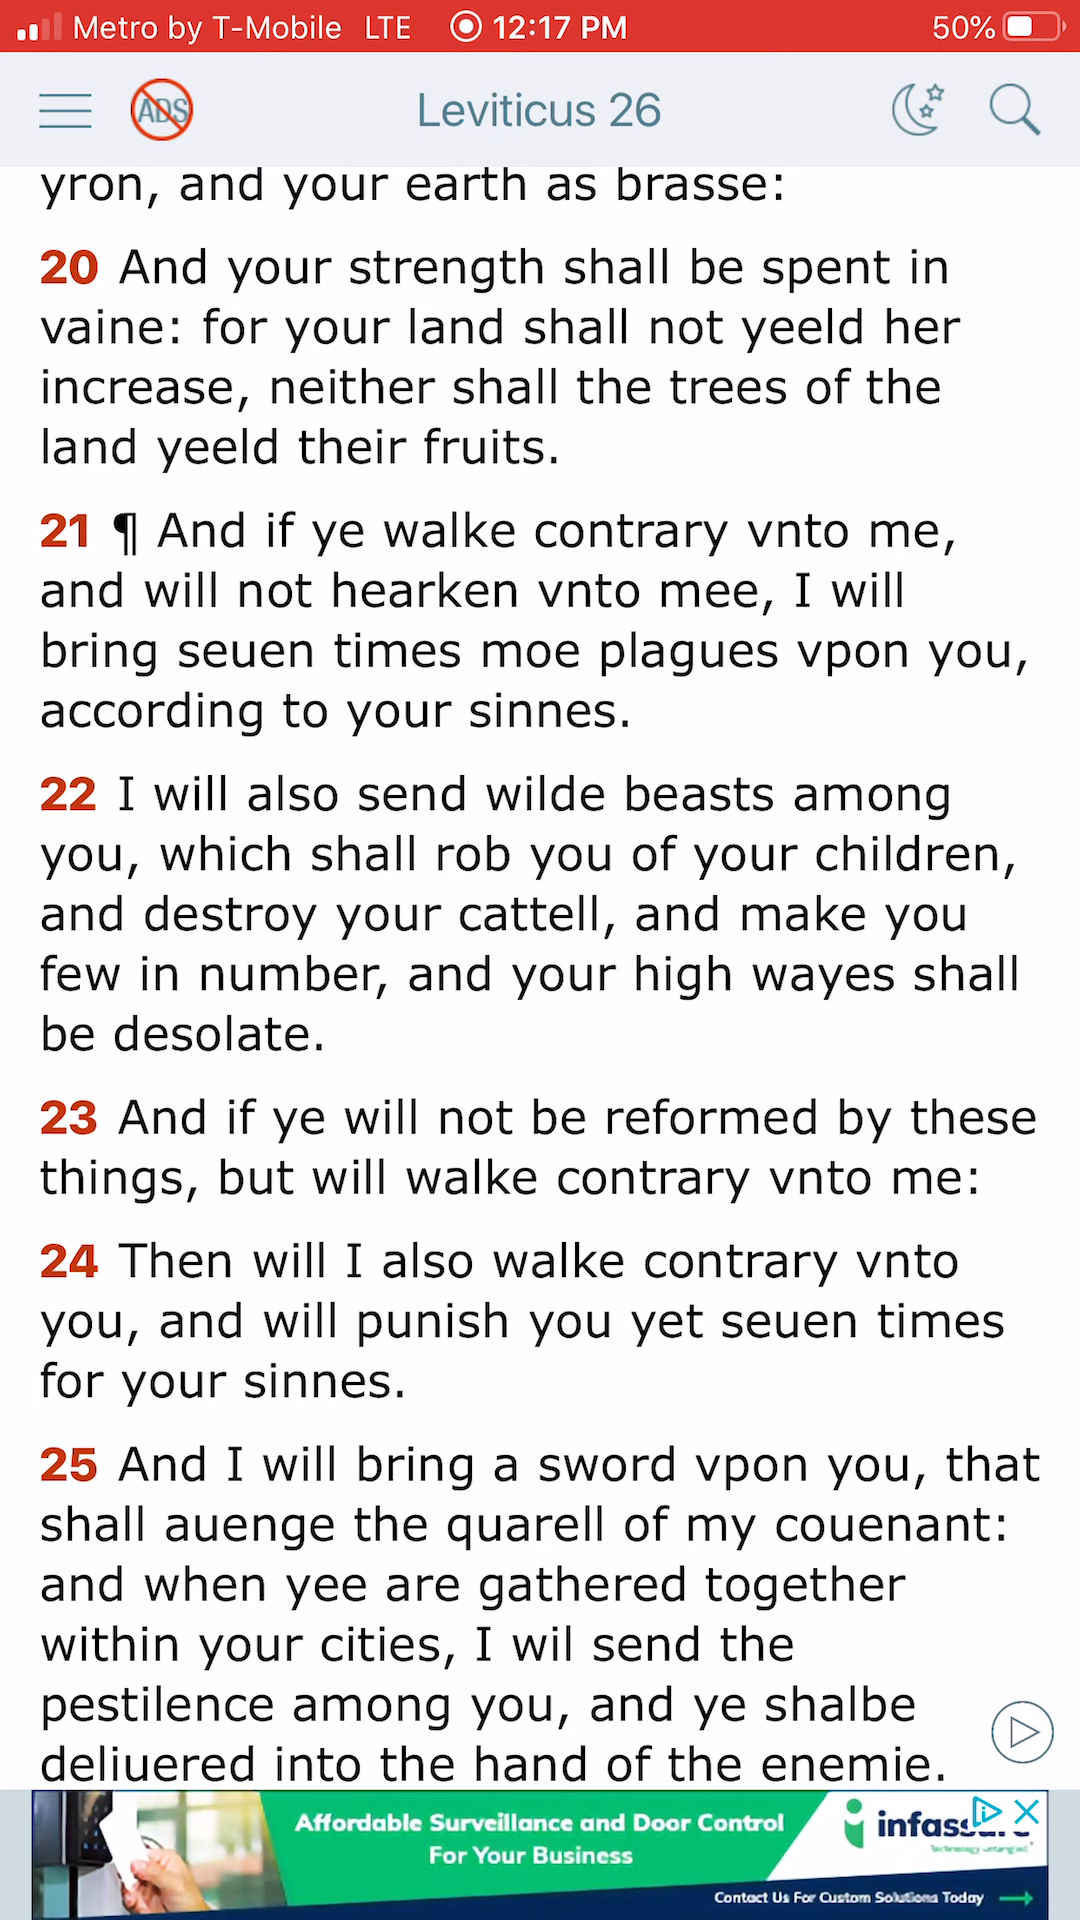 Metro by T-Mobile LTE 12:17 PM 50%
ADS Leviticus 26
yron, and your earth as brasse:
20 And your strength shall be spent in
vaine: for your land shall not yeeld her
increase, neither shall the trees of the
land yeeld their fruits.
21 ¶ And if ye walke contrary vnto me,
and will not hearken vnto mee, I will
bring seuen times moe plagues vpon you,
according to your sinnes.
22 I will also send wilde beasts among
you, which shall rob you of your children,
and destroy your cattell, and make you
few in number, and your high wayes shall
be desolate.
23 And if ye will not be reformed by these
things, but will walke contrary vnto me:
24 Then will I also walke contrary vnto
you, and will punish you yet seuen times
for your sinnes.
25 And I will bring a sword vpon you, that
shall auenge the quarell of my couenant:
and when yee are gathered together
within your cities, I wil send the
pestilence among you, and ye shalbe
deliuered into the hand of the enemie.
Affordable Surveillance and Door Control
For Your Business
Contact Us For Custom Solutions Today